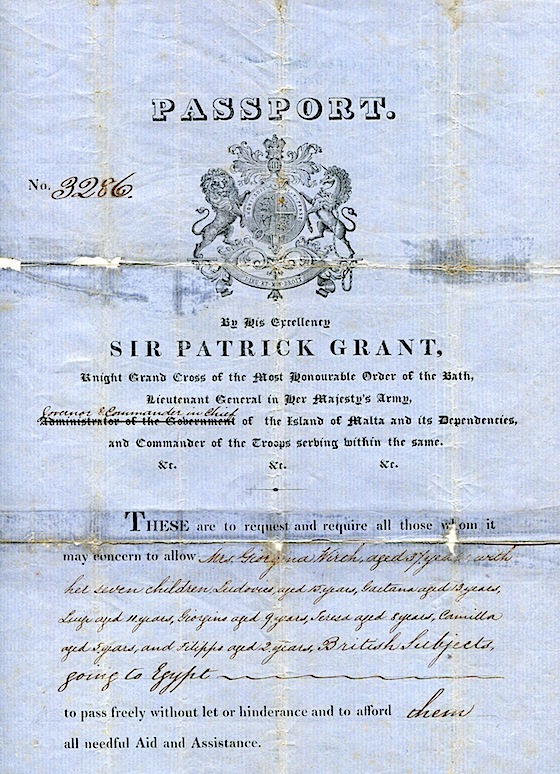 PASSPORT.
No. 3286.
DIEU ET MON DROIT
By His Excellency
SIR PATRICK GRANT,
Knight Grand Cross of the Most Honourable Order of the Bath,
Lieutenant General in Her Majesty's Army,
Governor & Commander in Chief
Administrator of the Government of the Island of Malta and its Dependencies,
and Commander of the Troops serving within the same.
&c. &c. &c.
THESE are to request and require all those whom it
may concern to allow Mrs. Georgina aged 37 years with
her seven children, Ludovico, aged 15 years, Gaetana aged 13 years,
Luigi aged 11 years, Giorgina aged 9 years, Teresa aged 8 years, Camilla
aged 5 years, and Filippo aged 2 years, British Subjects,
going to Egypt
to pass freely without let or hinderance and to afford them
all needful Aid and Assistance.